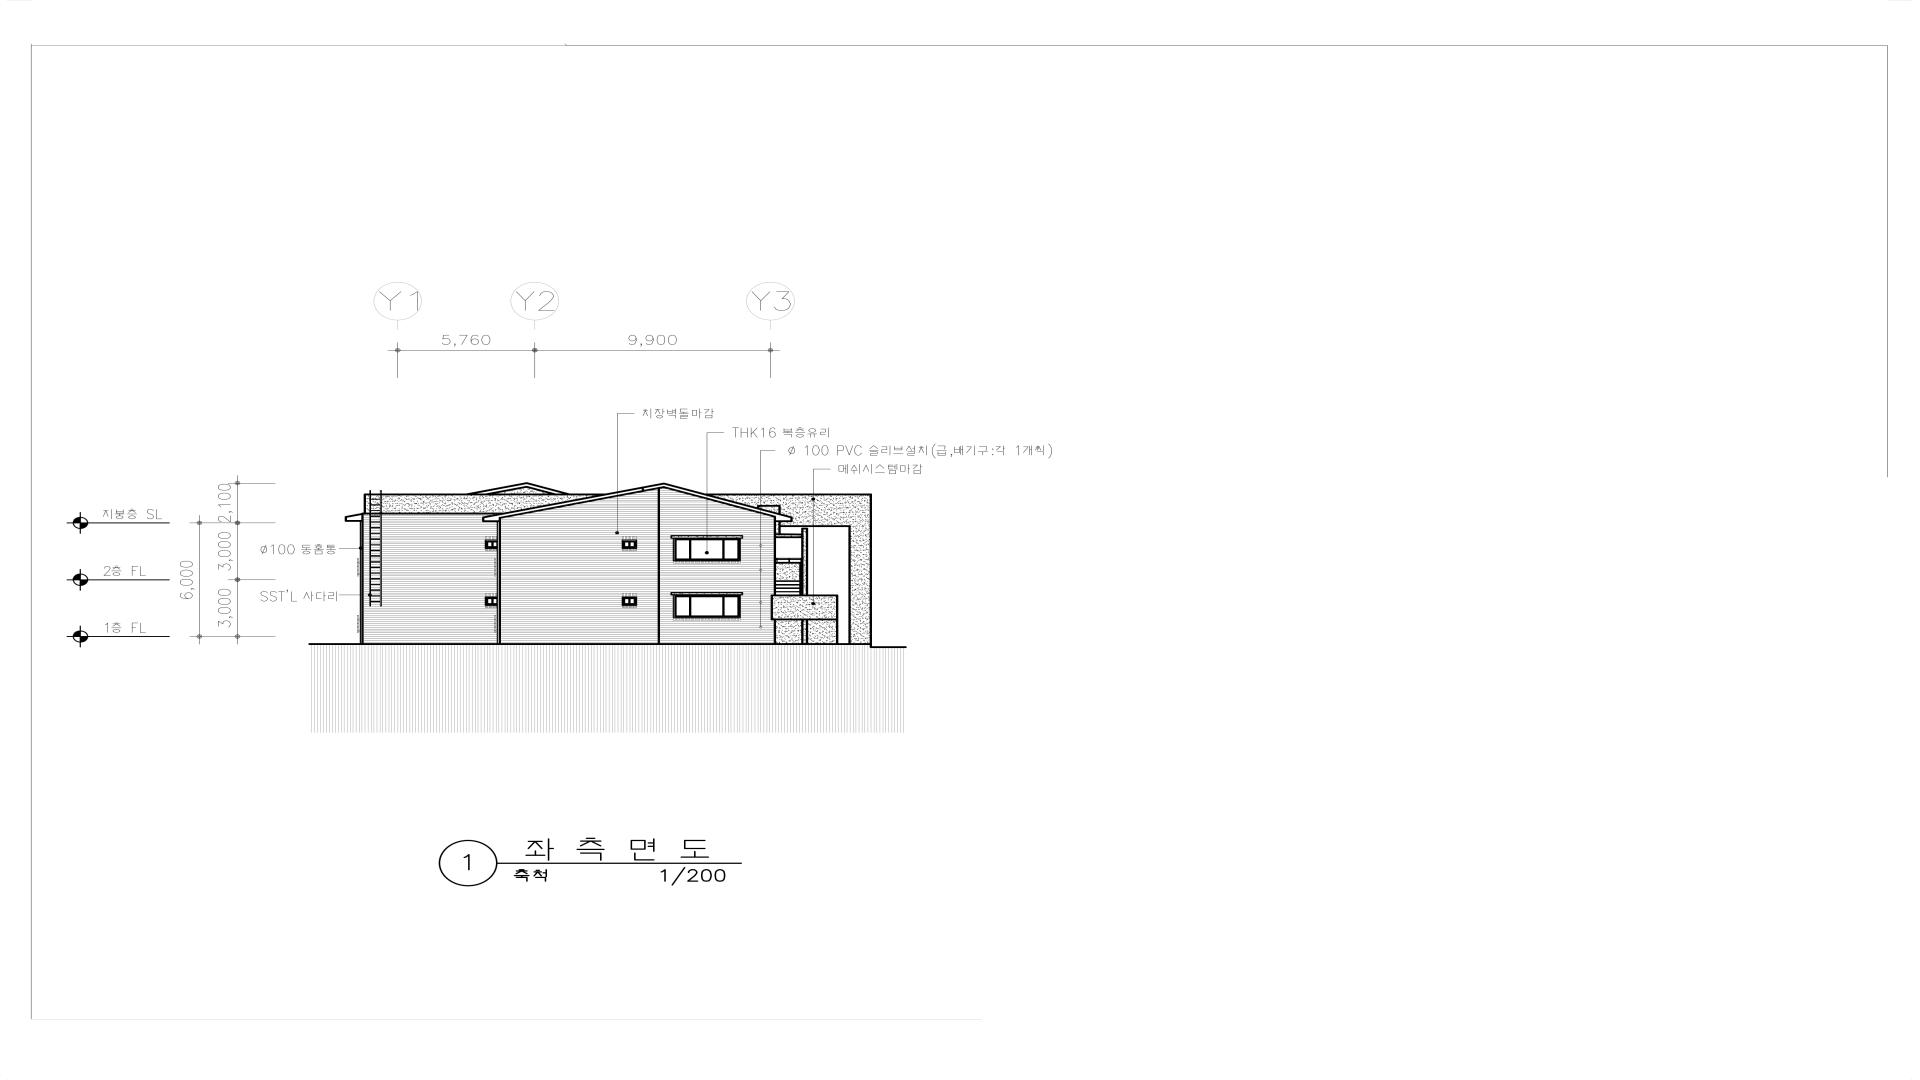 Y1 Y2 Y3
5,760 9,900
치장벽돌마감
THK16 복층유리
ø 100 PVC 슬리브설치(급,배기구:각 1개씩)
메쉬시스템마감
2,100
지붕층 SL
3,000
ø100 동홈통
2층 FL
6,000
SST'L 사다리
3,000
1층 FL
1 좌 측 면 도
축척 1/200